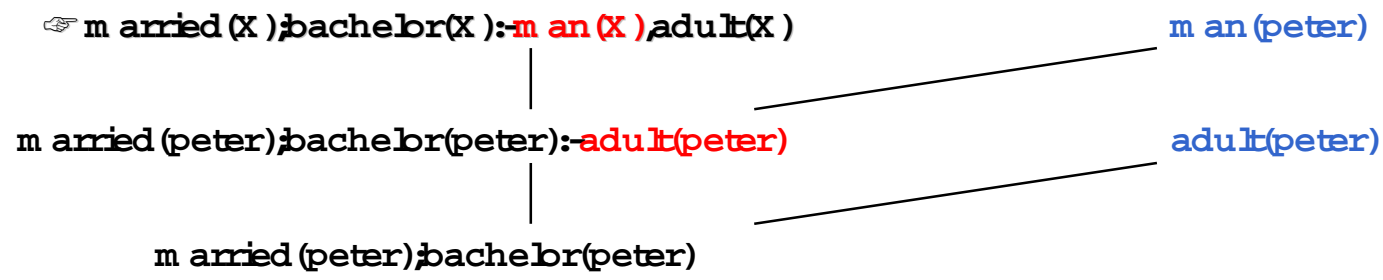 ☞ married(X);bachelor(X):-man(X),adult(X) man(peter)
married(peter);bachelor(peter):-adult(peter) adult(peter)
married(peter);bachelor(peter)